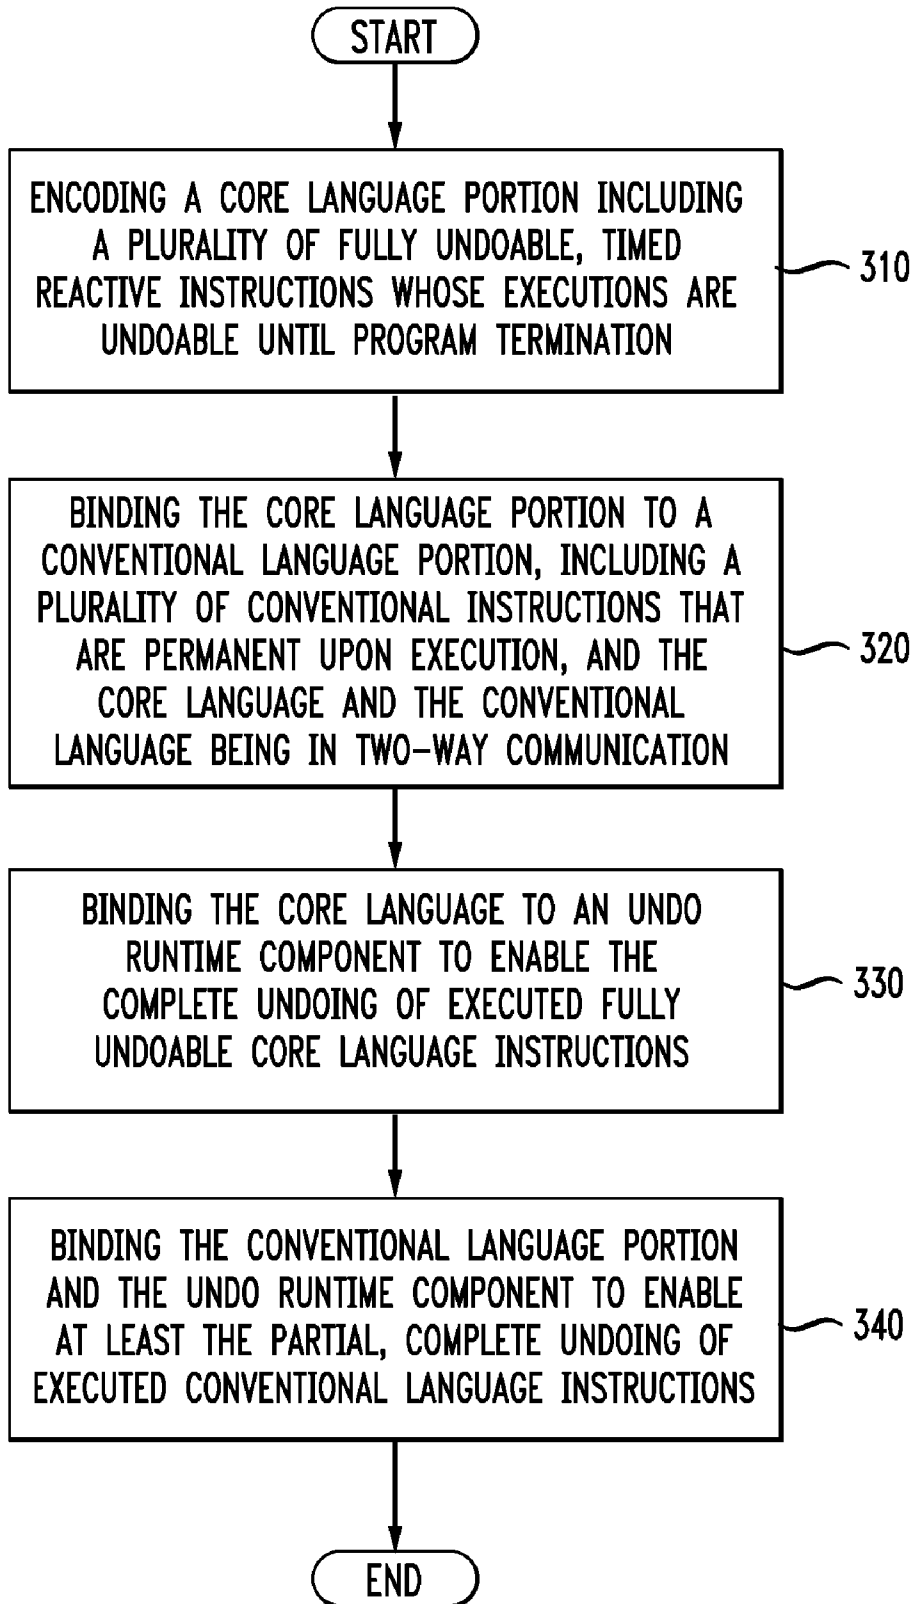 START
ENCODING A CORE LANGUAGE PORTION INCLUDING
A PLURALITY OF FULLY UNDOABLE, TIMED
REACTIVE INSTRUCTIONS WHOSE EXECUTIONS ARE
UNDOABLE UNTIL PROGRAM TERMINATION
310
BINDING THE CORE LANGUAGE PORTION TO A
CONVENTIONAL LANGUAGE PORTION, INCLUDING A
PLURALITY OF CONVENTIONAL INSTRUCTIONS THAT
ARE PERMANENT UPON EXECUTION, AND THE
CORE LANGUAGE AND THE CONVENTIONAL
LANGUAGE BEING IN TWO-WAY COMMUNICATION
320
BINDING THE CORE LANGUAGE TO AN UNDO
RUNTIME COMPONENT TO ENABLE THE
COMPLETE UNDOING OF EXECUTED FULLY
UNDOABLE CORE LANGUAGE INSTRUCTIONS
330
BINDING THE CONVENTIONAL LANGUAGE PORTION
AND THE UNDO RUNTIME COMPONENT TO ENABLE
AT LEAST THE PARTIAL, COMPLETE UNDOING OF
EXECUTED CONVENTIONAL LANGUAGE INSTRUCTIONS
340
END